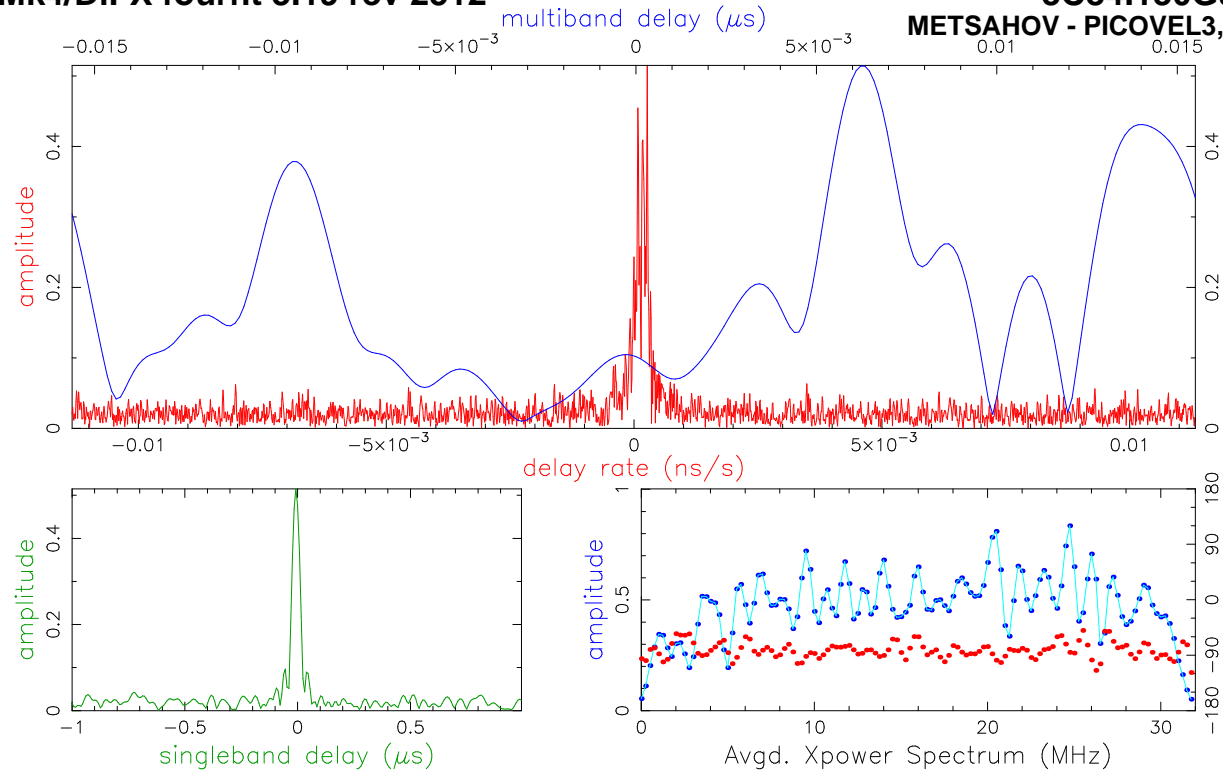 multiband delay (μs)
METSAHOV - PICOVEL3,
−0.015 −0.01 −5×10⁻³ 0 5×10⁻³ 0.01 0.015
amplitude
0 0.2 0.4
0 0.2 0.4
−0.01 −5×10⁻³ 0 5×10⁻³ 0.01
delay rate (ns/s)
amplitude
0 0.2 0.4
−1 −0.5 0 0.5
singleband delay (μs)
amplitude
0 0.5 1
−180 −90 0 90 180
0 10 20 30
Avgd. Xpower Spectrum (MHz)